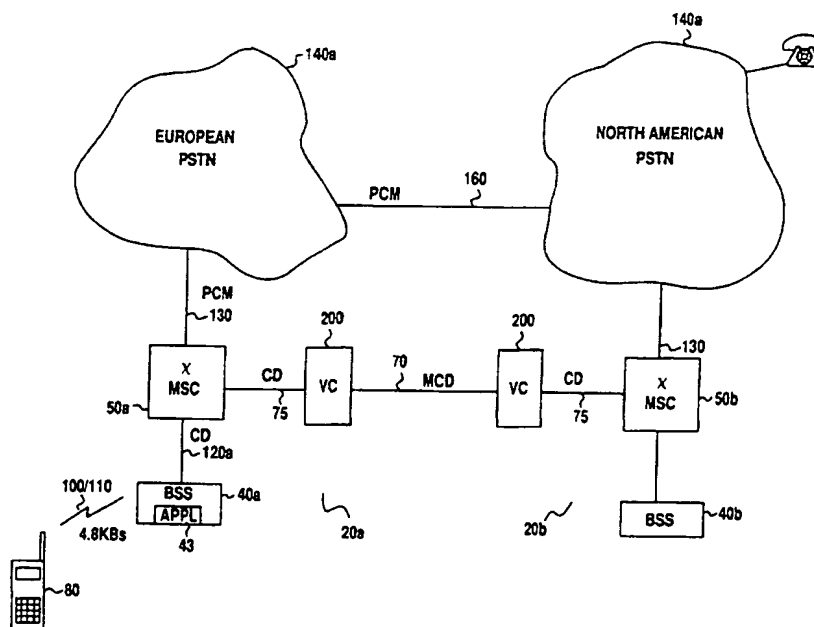 140a
140a
EUROPEAN
PSTN
NORTH AMERICAN
PSTN
PCM
160
PCM
130
200
200
130
χ
MSC
50a
CD
75
VC
70
MCD
VC
CD
75
χ
MSC
50b
CD
120a
100/110
4.8KBs
BSS
APPL
43
40a
20a
20b
BSS
40b
80